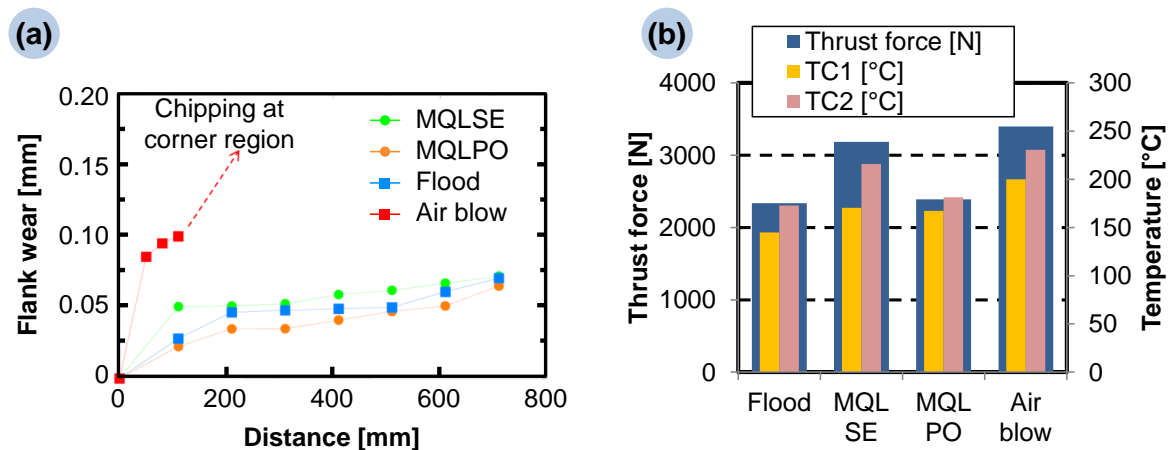 (a)
0.20
0.15
0.10
0.05
0
Flank wear [mm]
Chipping at
corner region
MQLSE
MQLPO
Flood
Air blow
0
200
400
600
800
Distance [mm]
(b)
Thrust force [N]
TC1 [°C]
TC2 [°C]
4000
3000
2000
1000
0
Thrust force [N]
300
250
200
150
100
50
0
Temperature [°C]
Flood
MQL
SE
MQL
PO
Air
blow